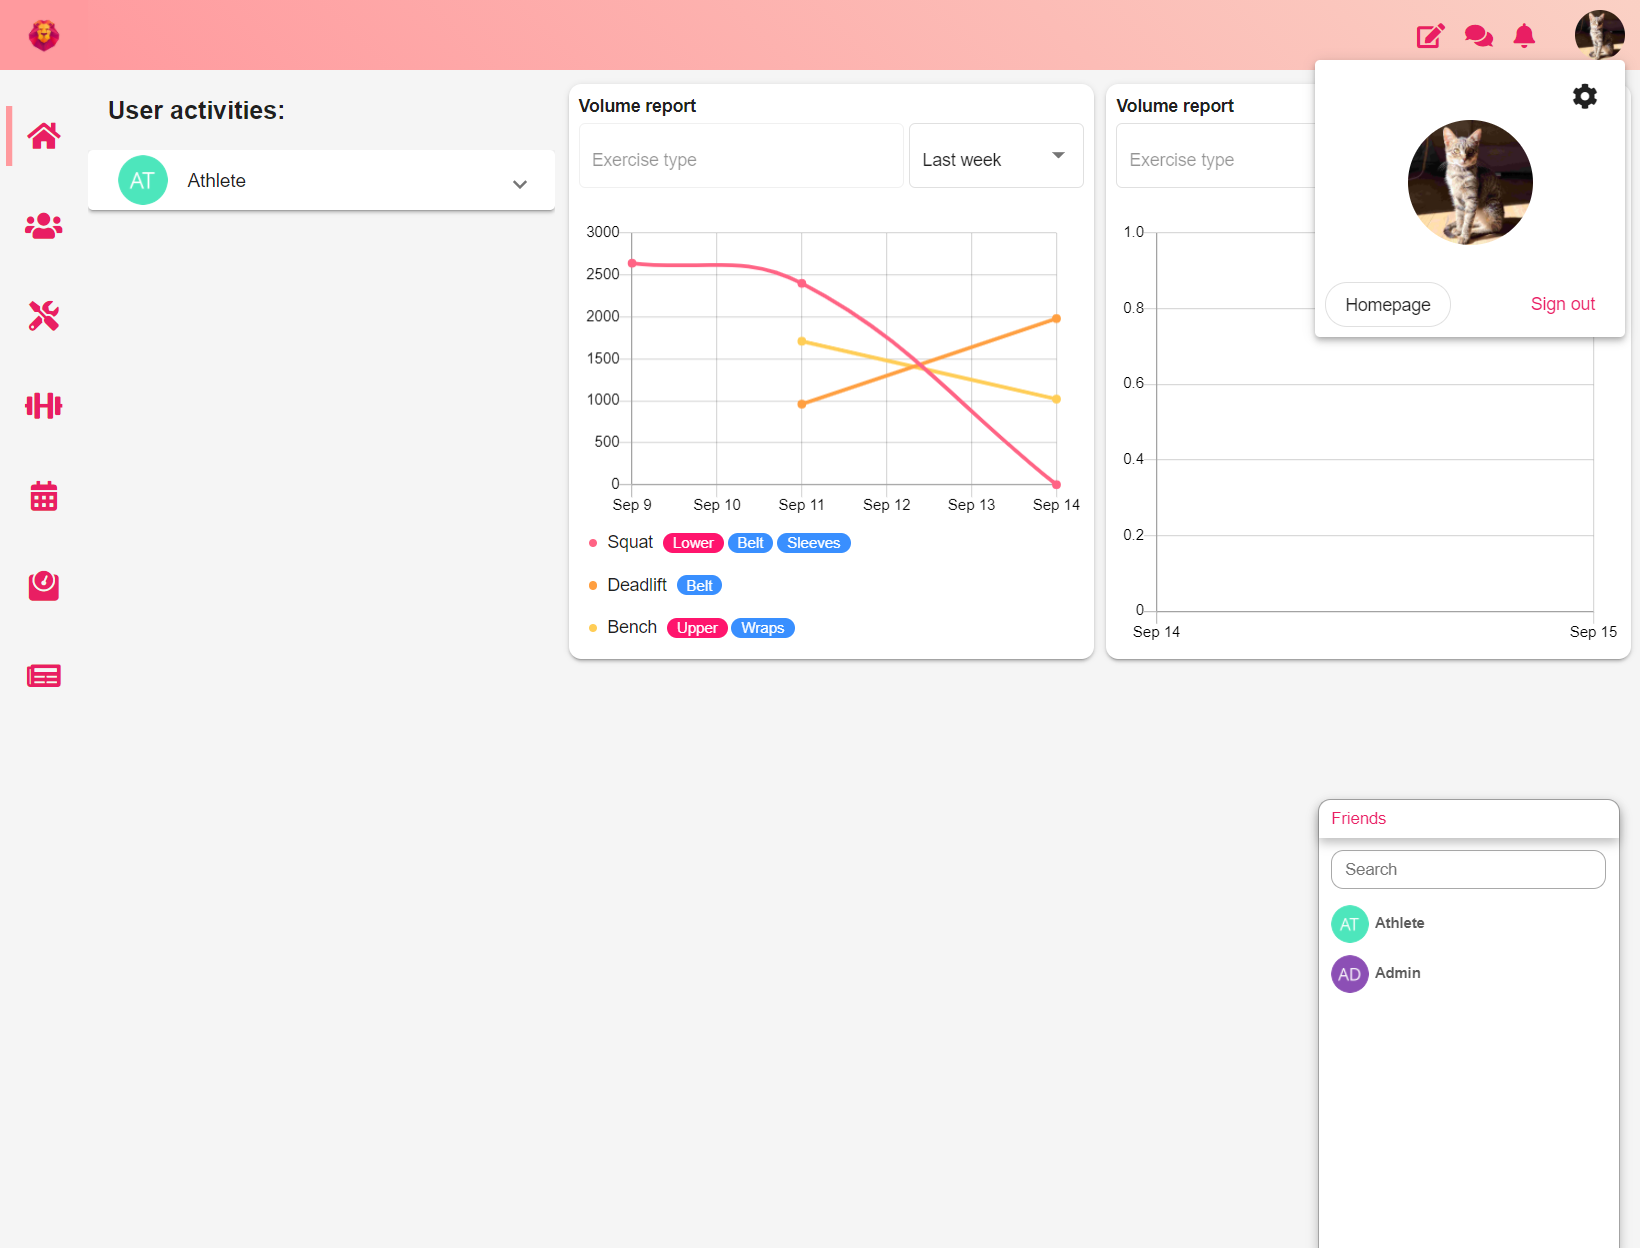 User activities:
AT Athlete
Volume report
Exercise type
Last week
3000
2500
2000
1500
1000
500
0
Sep 9 Sep 10 Sep 11 Sep 12 Sep 13 Sep 14
Squat Lower Belt Sleeves
Deadlift Belt
Bench Upper Wraps
Volume report
Exercise type
1.0
0.8
0.6
0.4
0.2
0
Sep 14 Sep 15
Homepage Sign out
Friends
Search
AT Athlete
AD Admin